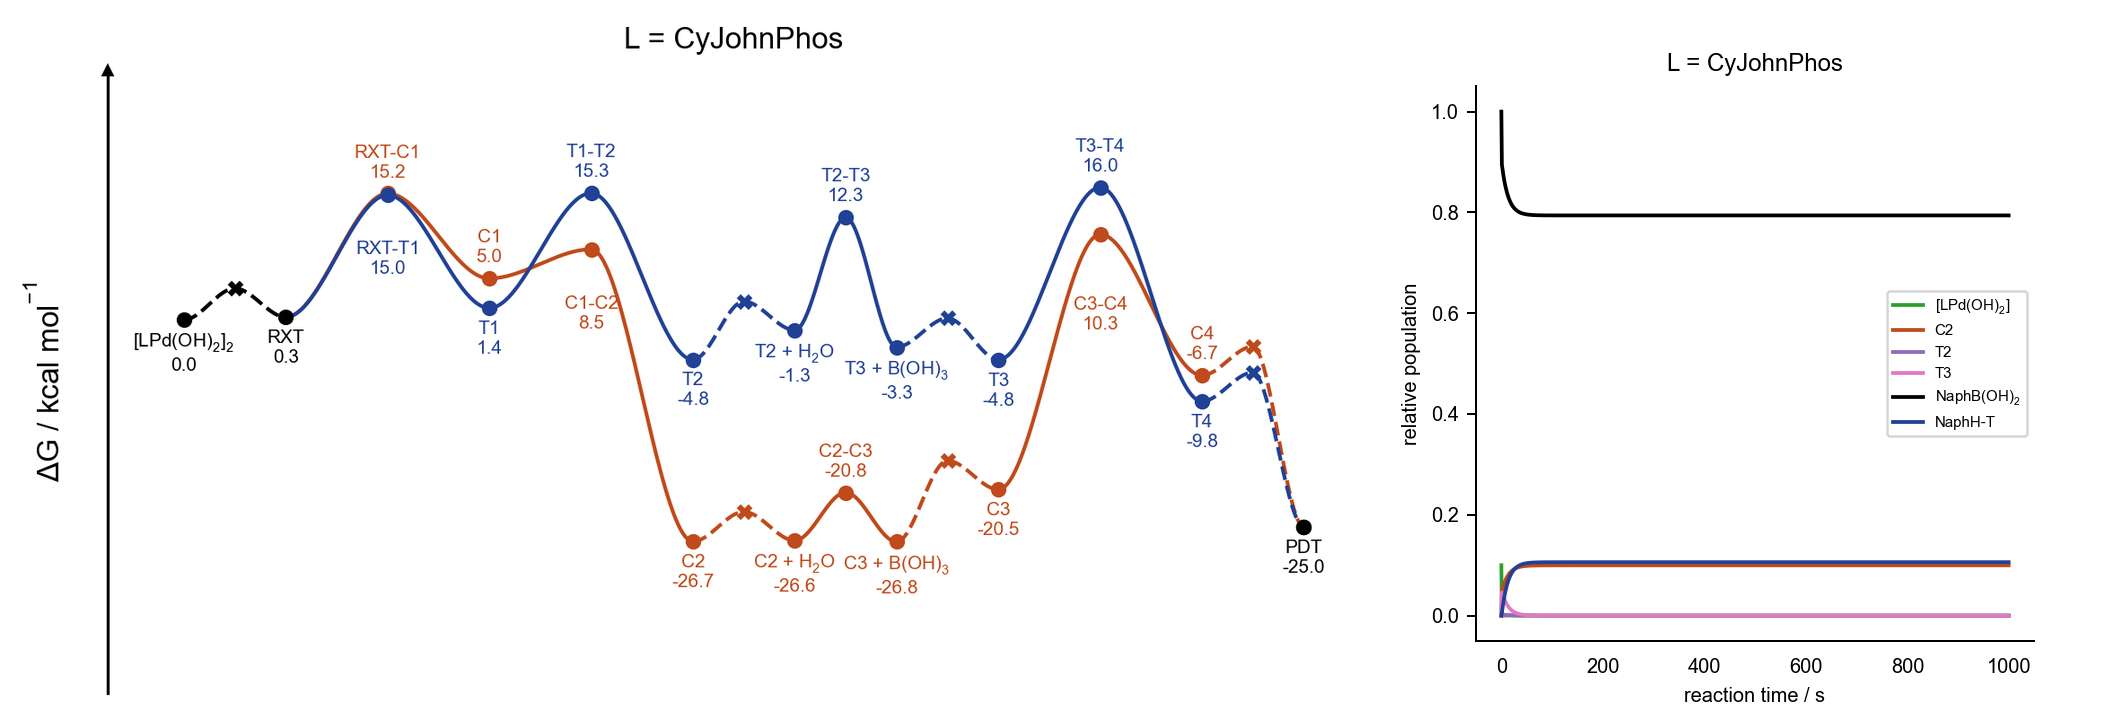 L = CyJohnPhos
ΔG / kcal mol⁻¹
[LPd(OH)₂]₂
0.0
RXT
0.3
RXT-C1
15.2
RXT-T1
15.0
C1
5.0
T1
1.4
T1-T2
15.3
C1-C2
8.5
T2
-4.8
T2 + H₂O
-1.3
T2-T3
12.3
T3 + B(OH)₃
-3.3
T3
-4.8
C2
-26.7
C2 + H₂O
-26.6
C2-C3
-20.8
C3 + B(OH)₃
-26.8
C3
-20.5
T3-T4
16.0
C3-C4
10.3
C4
-6.7
T4
-9.8
PDT
-25.0
L = CyJohnPhos
relative population
1.0
0.8
0.6
0.4
0.2
0.0
[LPd(OH)₂]
C2
T2
T3
NaphB(OH)₂
NaphH-T
0 200 400 600 800 1000
reaction time / s